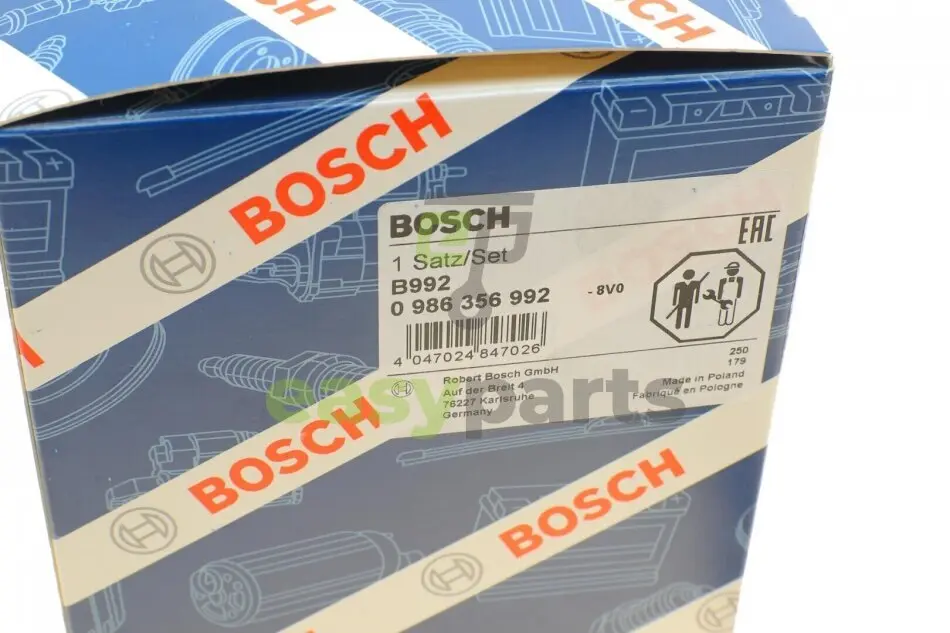 BOSCH
BOSCH
BOSCH
BOSCH
BOSCH
EAC
1 Satz/Set
B992
0 986 356 992 - 8V0
4 047024 847026
250
179
Robert Bosch GmbH
Auf der Breit 4
76227 Karlsruhe
Germany
Made in Poland
Fabriqué en Pologne
easyparts
BOSCH
BOSCH
BOSCH